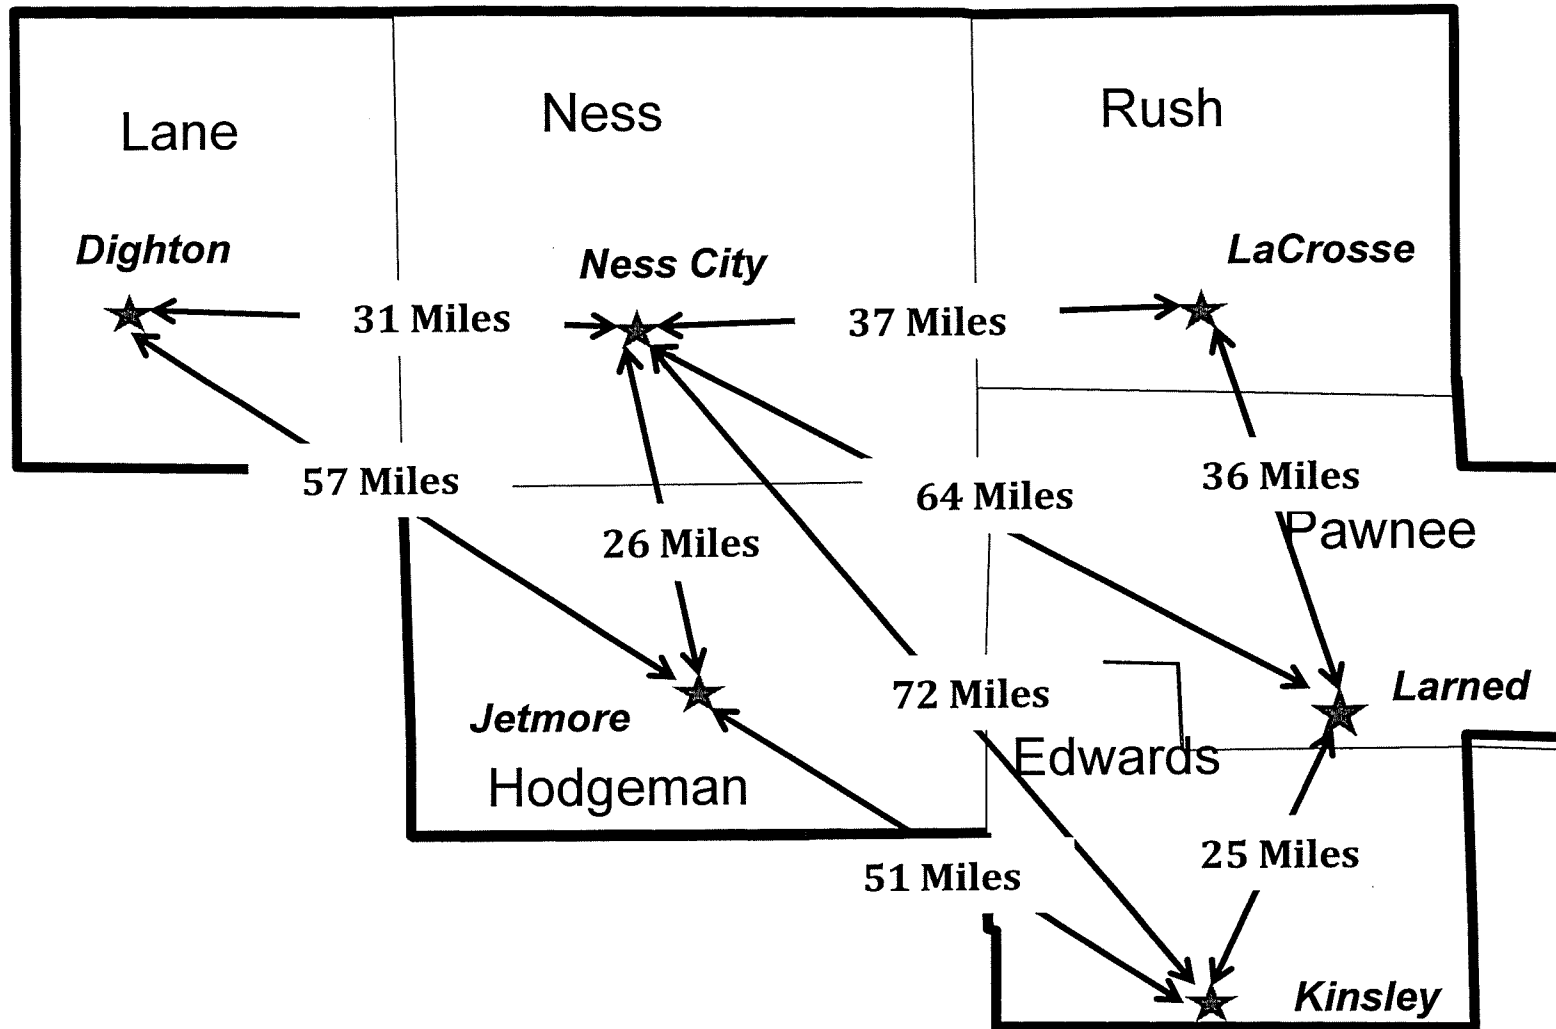 Lane
Ness
Rush
Dighton
Ness City
LaCrosse
31 Miles
37 Miles
57 Miles
26 Miles
64 Miles
36 Miles
Pawnee
Jetmore
72 Miles
Larned
Hodgeman
Edwards
51 Miles
25 Miles
Kinsley